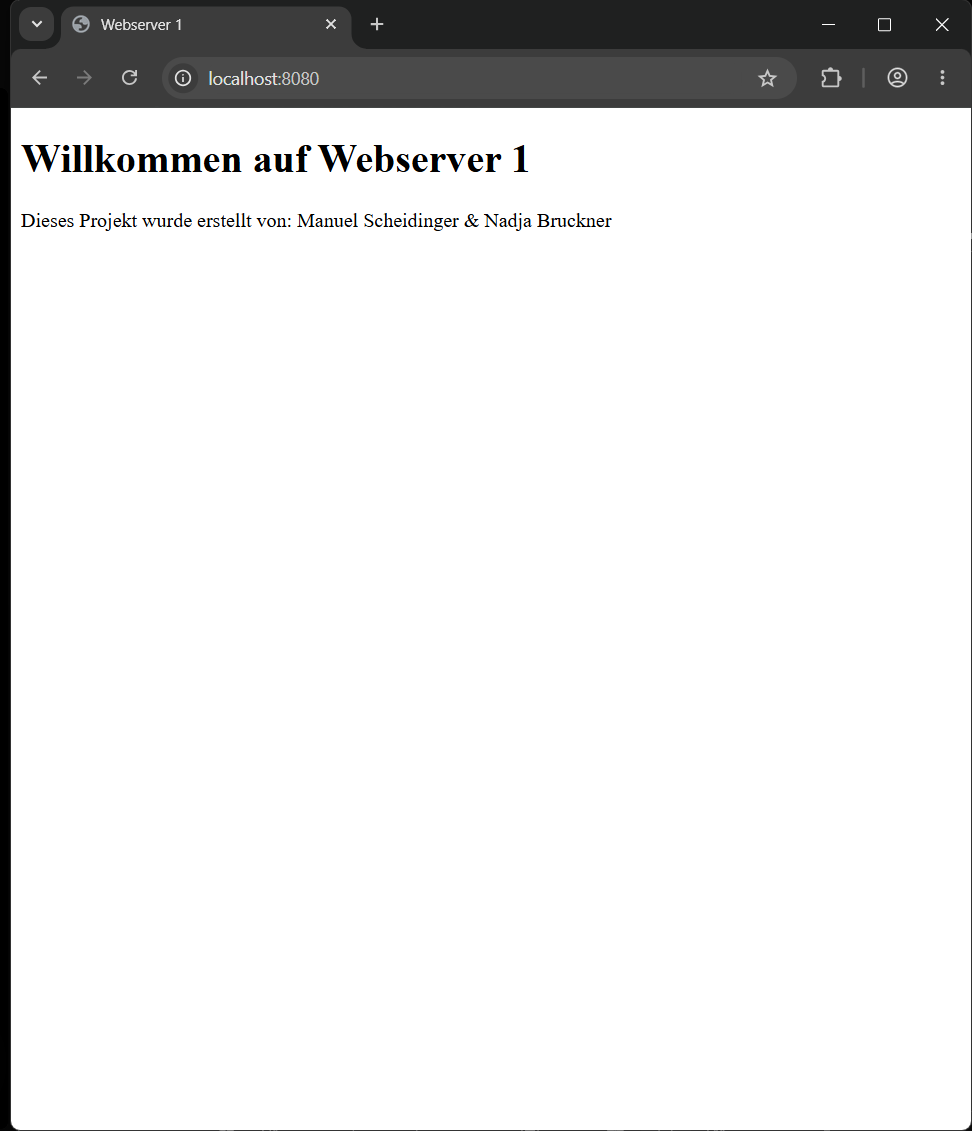 Webserver 1
localhost:8080
Willkommen auf Webserver 1
Dieses Projekt wurde erstellt von: Manuel Scheidinger & Nadja Bruckner